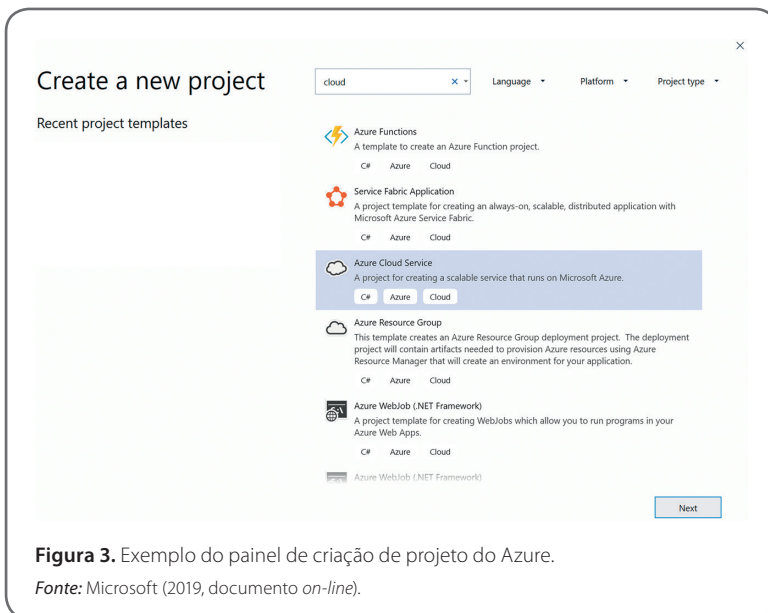 Create a new project
Recent project templates
cloud
Language
Platform
Project type
Azure Functions
A template to create an Azure Function project.
C# Azure Cloud
Service Fabric Application
A project template for creating an always-on, scalable, distributed application with
Microsoft Azure Service Fabric.
C# Azure Cloud
Azure Cloud Service
A project for creating a scalable service that runs on Microsoft Azure.
C# Azure Cloud
Azure Resource Group
This template creates an Azure Resource Group deployment project. The deployment
project will contain artifacts needed to provision Azure resources using Azure
Resource Manager that will create an environment for your application.
C# Azure Cloud
Azure WebJob (.NET Framework)
A project template for creating WebJobs which allow you to run programs in your
Azure Web Apps.
C# Azure Cloud
Azure WebJob (.NET Framework)
Next
Figura 3. Exemplo do painel de criação de projeto do Azure.
Fonte: Microsoft (2019, documento on-line).